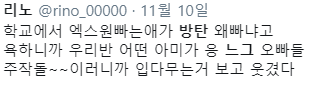 리노 @rino_00000 · 11월 10일
학교에서 엑스원빠는애가 방탄 왜빠냐고
욕하니까 우리반 어떤 아미가 응 느그 오빠들
주작돌~~이러니까 입다무는거 보고 웃겼다